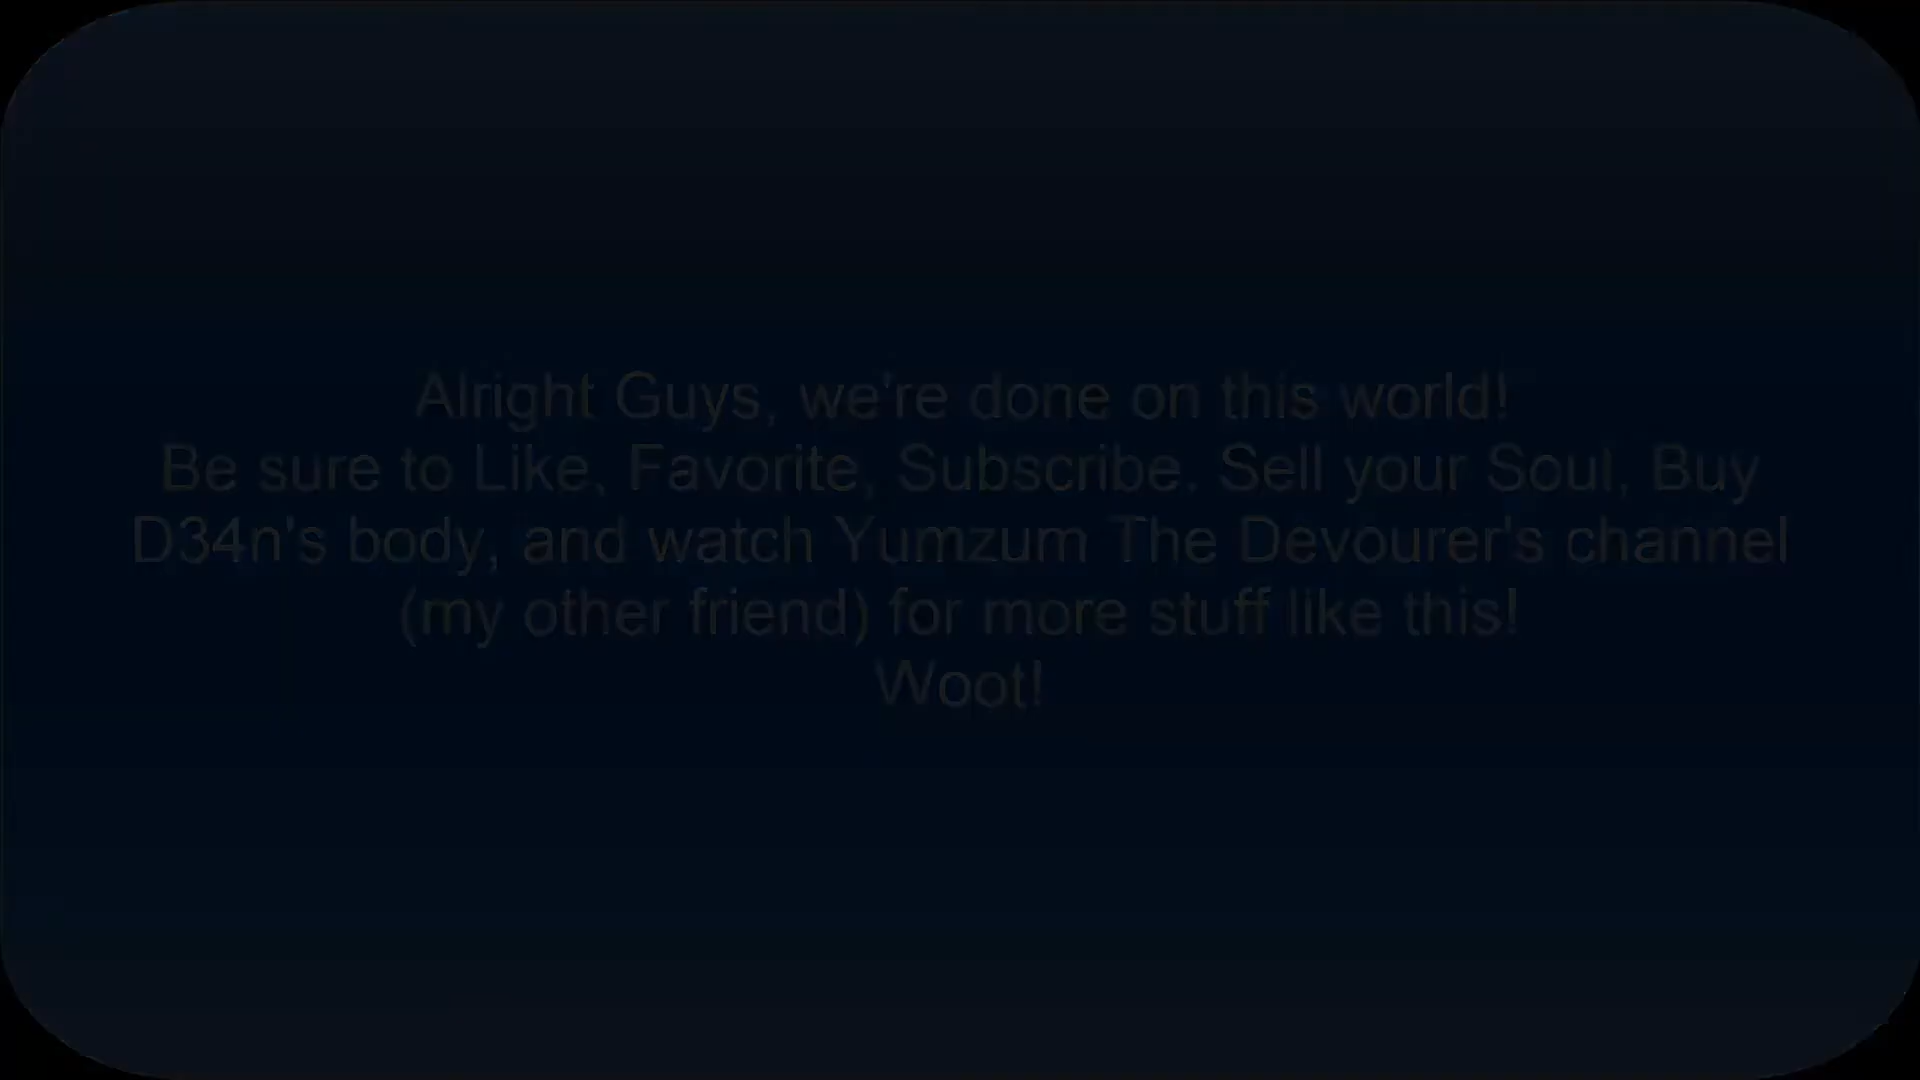 Alright Guys, we're done on this world!
Be sure to Like, Favorite, Subscribe, Sell your Soul, Buy
D34n's body, and watch Yumzum The Devourer's channel
(my other friend) for more stuff like this!
Woot!